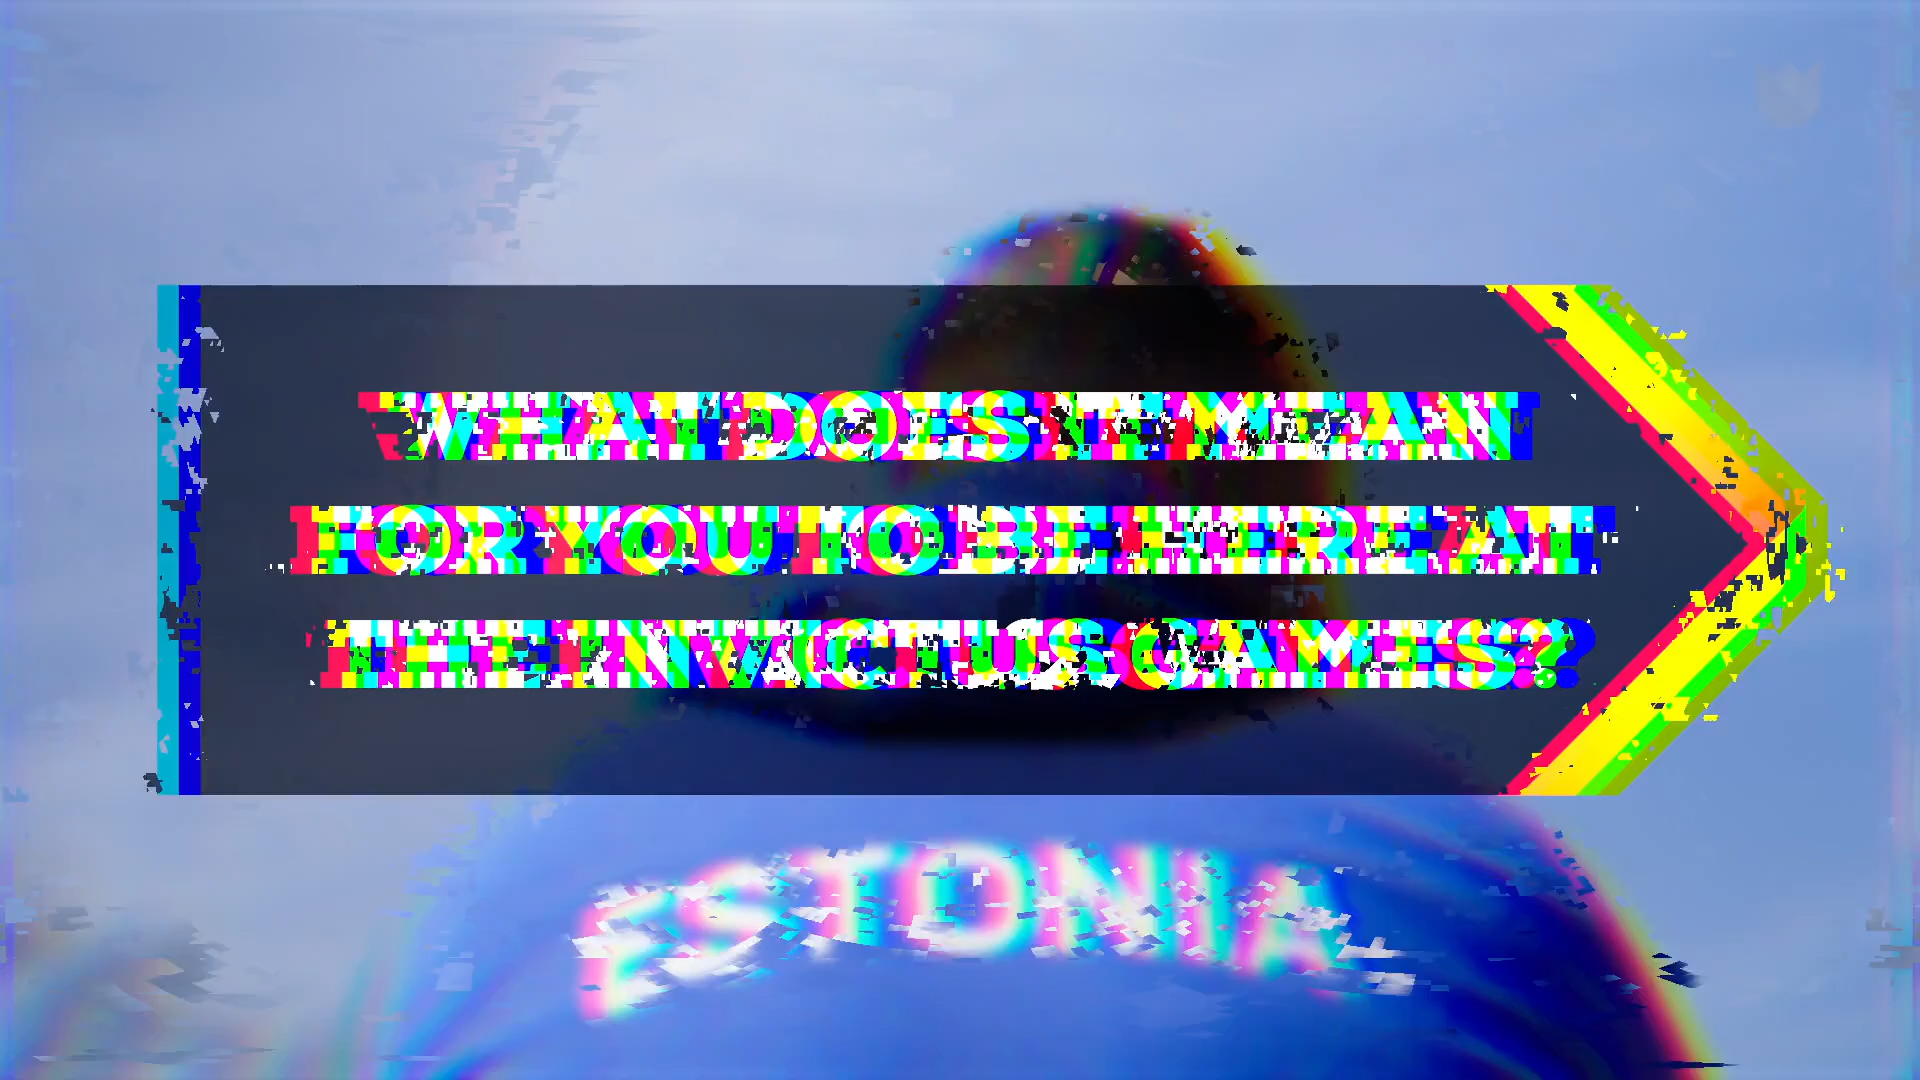 WHAT DOES IT MEAN
FOR YOU TO BE HERE AT
THE INVICTUS GAMES?
ESTONIA